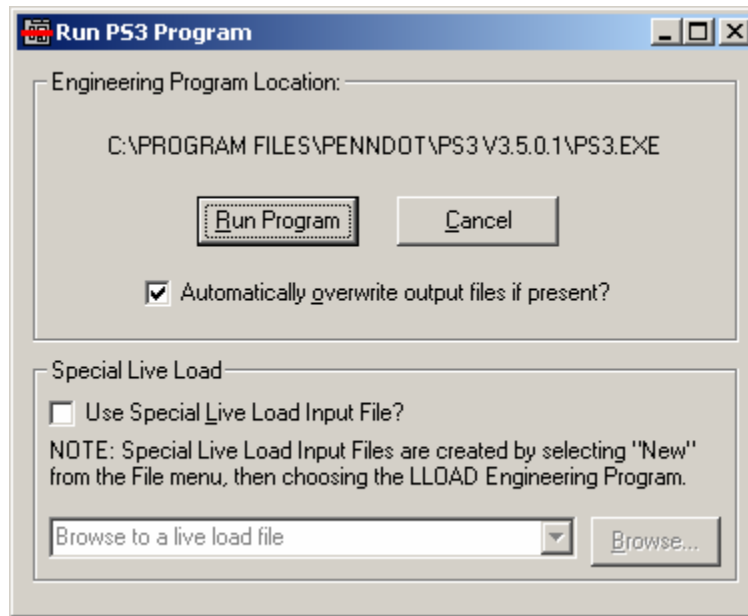 Run PS3 Program
Engineering Program Location:
C:\PROGRAM FILES\PENNDOT\PS3 V3.5.0.1\PS3.EXE
Run Program
Cancel
Automatically overwrite output files if present?
Special Live Load
Use Special Live Load Input File?
NOTE: Special Live Load Input Files are created by selecting "New"
from the File menu, then choosing the LLOAD Engineering Program.
Browse to a live load file
Browse...